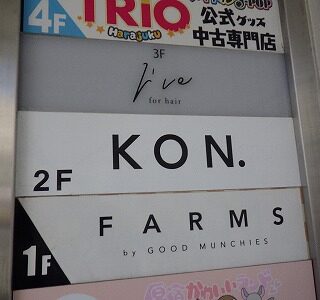 4F
TRiO
Harajuku
公式グッズ
中古専門店
3F
for hair
KON.
2F
FARMS
by GOOD MUNCHIES
1F